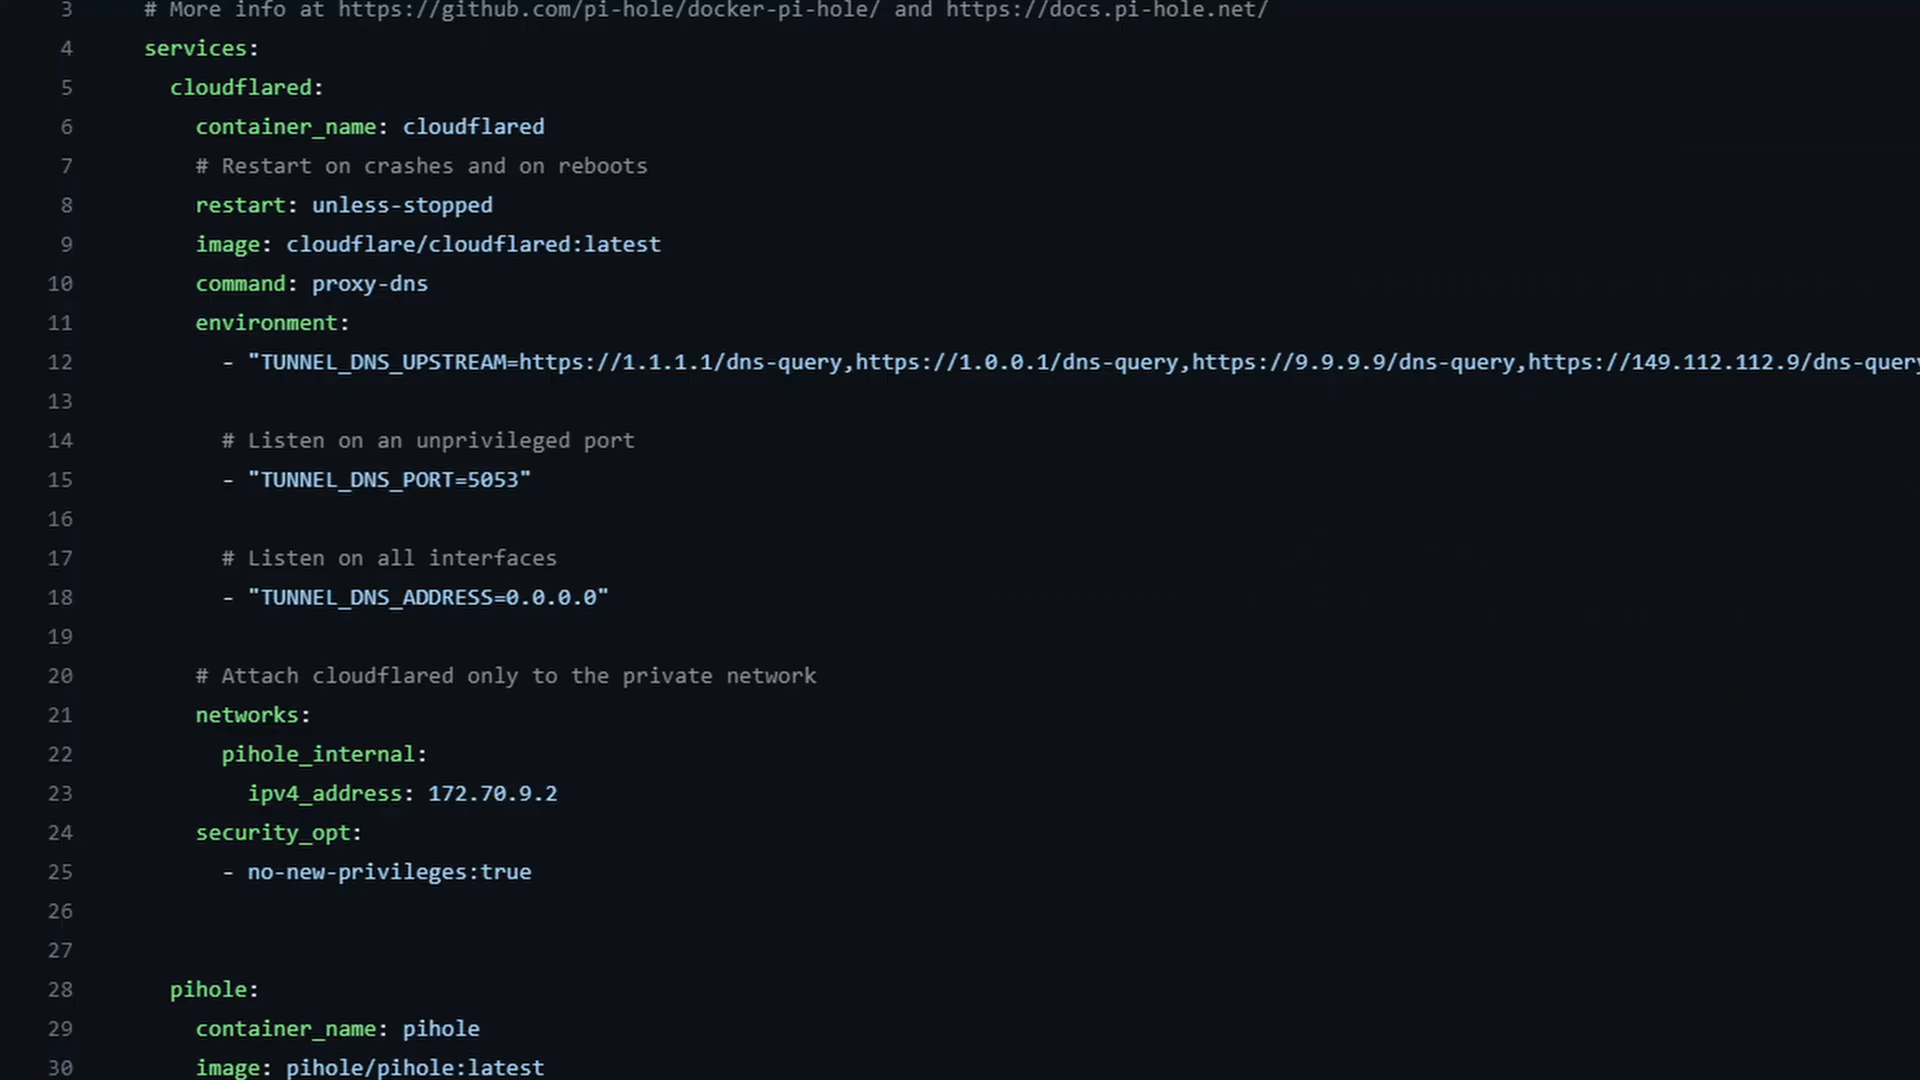 3 # More info at https://github.com/pi-hole/docker-pi-hole/ and https://docs.pi-hole.net/
4 services:
5 cloudflared:
6 container_name: cloudflared
7 # Restart on crashes and on reboots
8 restart: unless-stopped
9 image: cloudflare/cloudflared:latest
10 command: proxy-dns
11 environment:
12 - "TUNNEL_DNS_UPSTREAM=https://1.1.1.1/dns-query,https://1.0.0.1/dns-query,https://9.9.9.9/dns-query,https://149.112.112.9/dns-query
13
14 # Listen on an unprivileged port
15 - "TUNNEL_DNS_PORT=5053"
16
17 # Listen on all interfaces
18 - "TUNNEL_DNS_ADDRESS=0.0.0.0"
19
20 # Attach cloudflared only to the private network
21 networks:
22 pihole_internal:
23 ipv4_address: 172.70.9.2
24 security_opt:
25 - no-new-privileges:true
26
27
28 pihole:
29 container_name: pihole
30 image: pihole/pihole:latest